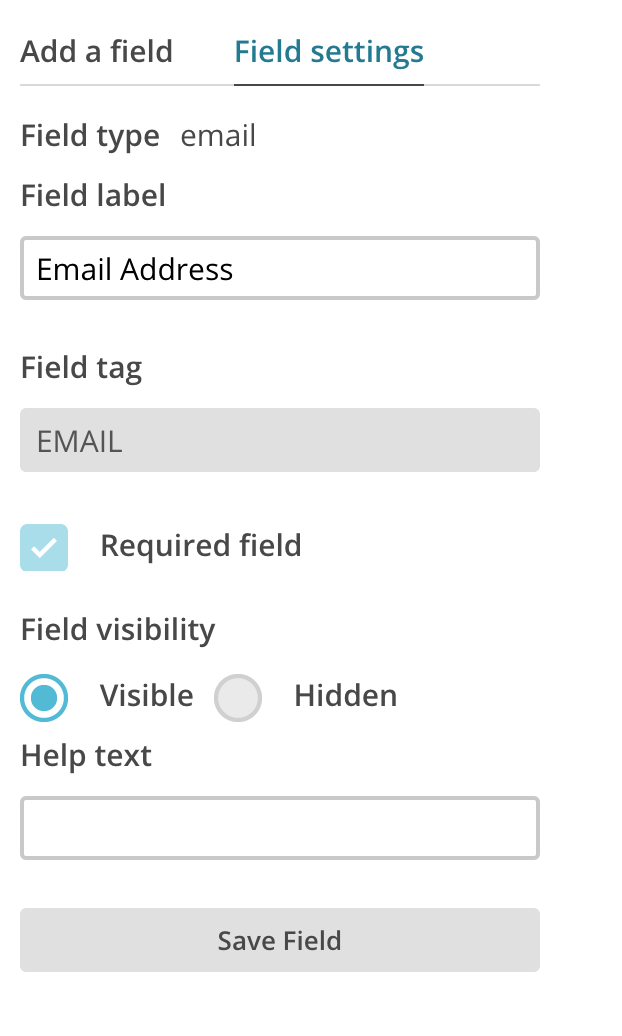 Add a field Field settings
Field type email
Field label
Email Address
Field tag
EMAIL
Required field
Field visibility
Visible Hidden
Help text
Save Field